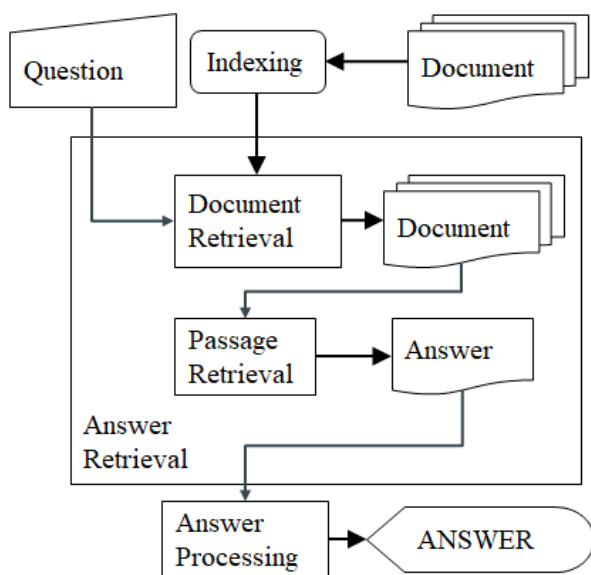 Question
Indexing
Document
Document
Retrieval
Document
Passage
Retrieval
Answer
Answer
Retrieval
Answer
Processing
ANSWER